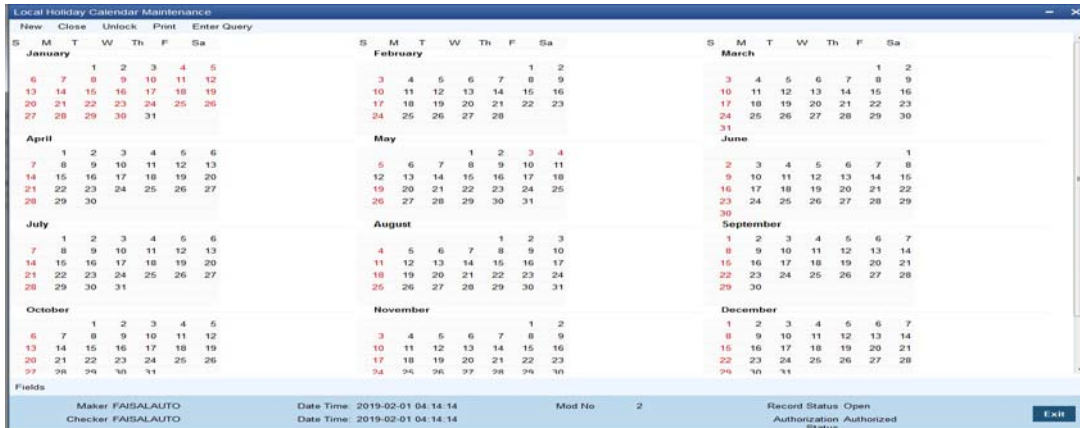 Local Holiday Calendar Maintenance
New Close Unlock Print Enter Query
S M T W Th F Sa S M T W Th F Sa S M T W Th F Sa
January February March
1 2 3 4 5 1 2 1 2
6 7 8 9 10 11 12 3 4 5 6 7 8 9 3 4 5 6 7 8 9
13 14 15 16 17 18 19 10 11 12 13 14 15 16 10 11 12 13 14 15 16
20 21 22 23 24 25 26 17 18 19 20 21 22 23 17 18 19 20 21 22 23
27 28 29 30 31 24 25 26 27 28 24 25 26 27 28 29 30
31
April May June
1 2 3 4 5 6 1 2 3 4 1
7 8 9 10 11 12 13 5 6 7 8 9 10 11 2 3 4 5 6 7 8
14 15 16 17 18 19 20 12 13 14 15 16 17 18 9 10 11 12 13 14 15
21 22 23 24 25 26 27 19 20 21 22 23 24 25 16 17 18 19 20 21 22
28 29 30 26 27 28 29 30 31 23 24 25 26 27 28 29
30
July August September
1 2 3 4 5 6 1 2 3 1 2 3 4 5 6 7
7 8 9 10 11 12 13 4 5 6 7 8 9 10 8 9 10 11 12 13 14
14 15 16 17 18 19 20 11 12 13 14 15 16 17 15 16 17 18 19 20 21
21 22 23 24 25 26 27 18 19 20 21 22 23 24 22 23 24 25 26 27 28
28 29 30 31 25 26 27 28 29 30 31 29 30
October November December
1 2 3 4 5 1 2 1 2 3 4 5 6 7
6 7 8 9 10 11 12 3 4 5 6 7 8 9 8 9 10 11 12 13 14
13 14 15 16 17 18 19 10 11 12 13 14 15 16 15 16 17 18 19 20 21
20 21 22 23 24 25 26 17 18 19 20 21 22 23 22 23 24 25 26 27 28
27 28 29 30 31 24 25 26 27 28 29 30 29 30 31
Fields
Maker FAISALAUTO Date Time: 2019-02-01 04:14:14 Mod No 2 Record Status Open
Checker FAISALAUTO Date Time: 2019-02-01 04:14:14 Authorization Authorized
Status
Exit